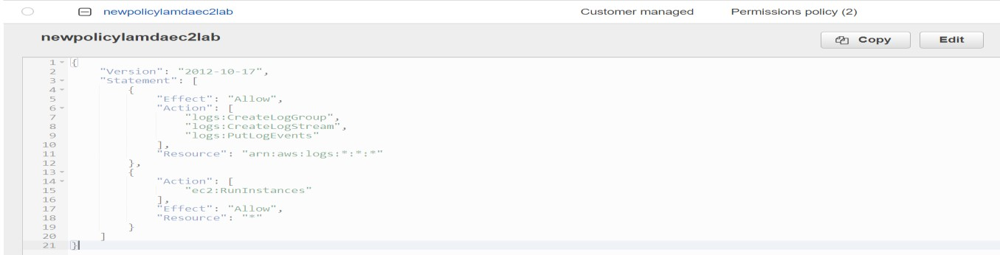 newpolicylamdaec2lab Customer managed Permissions policy (2)
newpolicylamdaec2lab Copy Edit
1 {
2 "Version": "2012-10-17",
3 "Statement": [
4 {
5 "Effect": "Allow",
6 "Action": [
7 "logs:CreateLogGroup",
8 "logs:CreateLogStream",
9 "logs:PutLogEvents"
10 ],
11 "Resource": "arn:aws:logs:*:*:*"
12 },
13 {
14 "Action": [
15 "ec2:RunInstances"
16 ],
17 "Effect": "Allow",
18 "Resource": "*"
19 }
20 ]
21 }